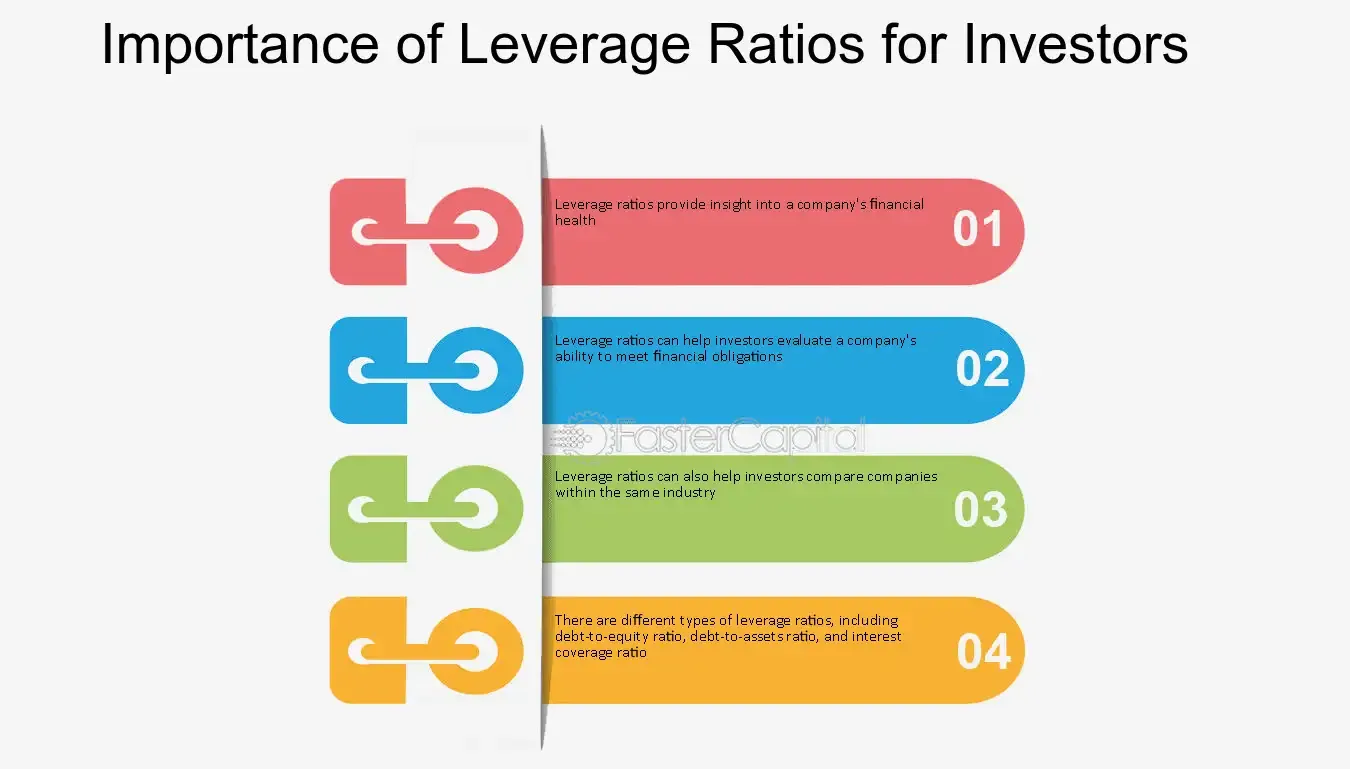 Importance of Leverage Ratios for Investors
Leverage ratios provide insight into a company's financial
health
01
Leverage ratios can help investors evaluate a company's
ability to meet financial obligations
02
FasterCapital
Leverage ratios can also help investors compare companies
within the same industry
03
There are different types of leverage ratios, including
debt-to-equity ratio, debt-to-assets ratio, and interest
coverage ratio
04